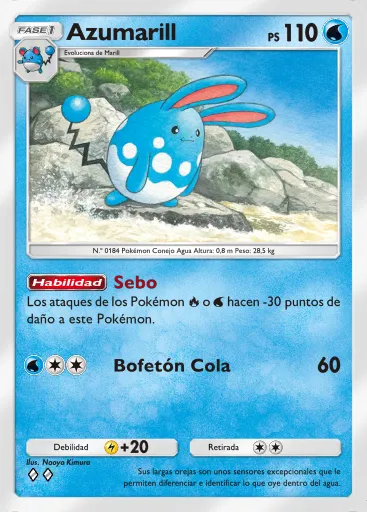 FASE 1
Azumarill
PS 110
Evoluciona de Marill
N.º 0184 Pokémon Conejo Agua Altura: 0,8 m Peso: 28,5 kg
Habilidad Sebo
Los ataques de los Pokémon o hacen -30 puntos de
daño a este Pokémon.
Bofetón Cola 60
Debilidad +20
Retirada
Ilus. Naoyo Kimura
Sus largas orejas son unos sensores excepcionales que le
permiten diferenciar e identificar lo que oye dentro del agua.